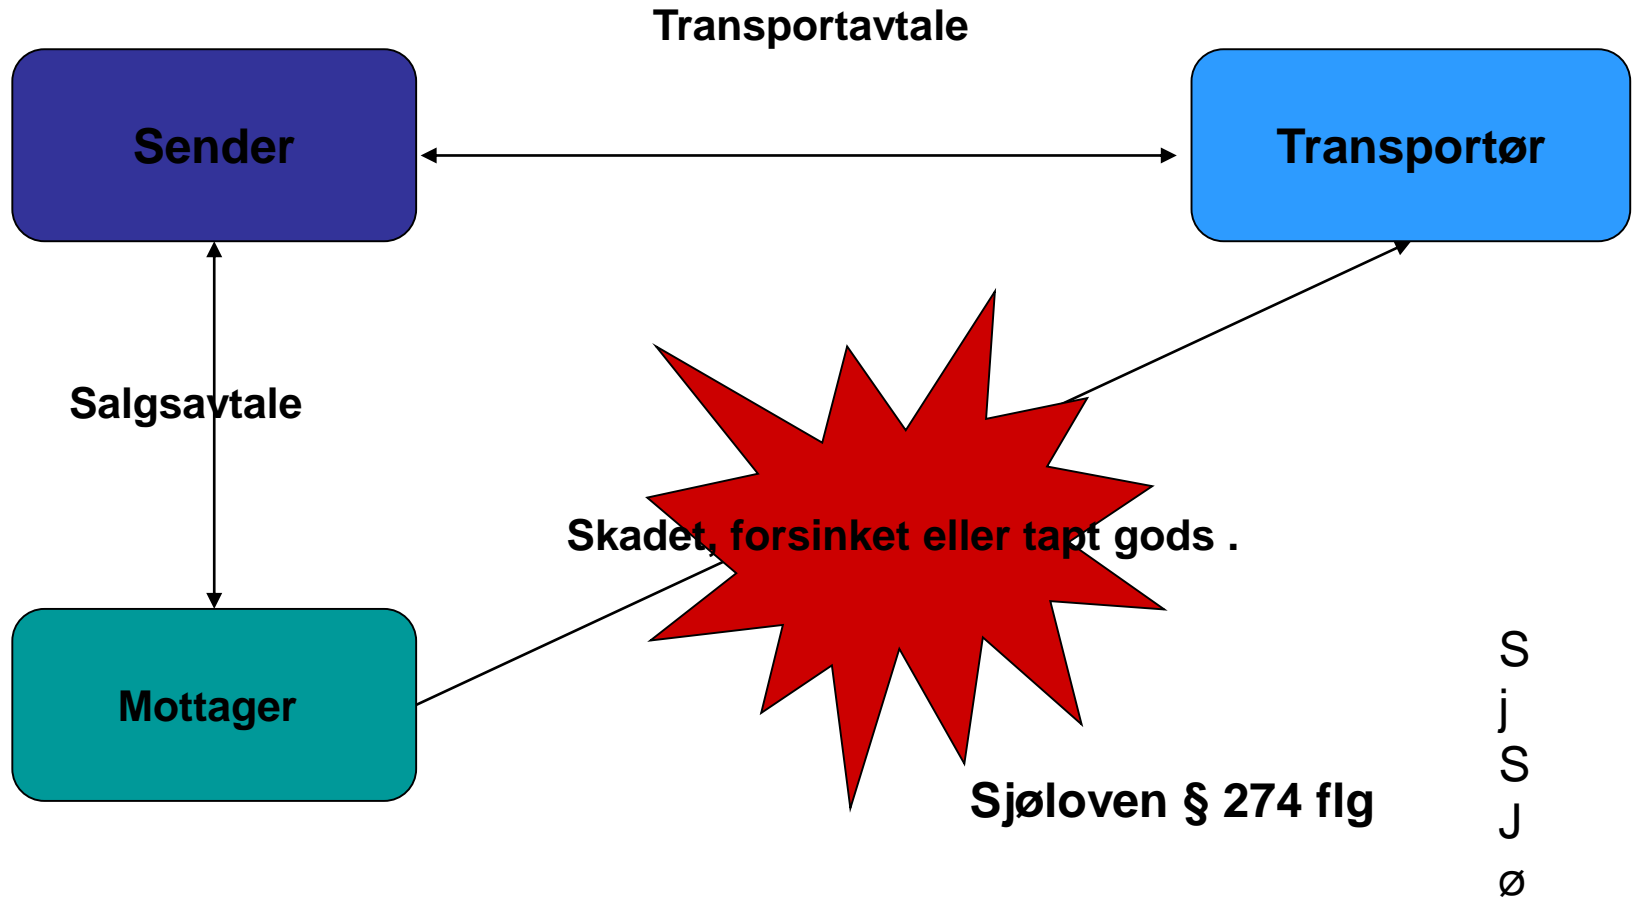 Transportavtale
Sender
Transportør
Salgsavtale
Skadet, forsinket eller tapt gods .
Mottager
Sjøloven § 274 flg
S
j
S
J
ø